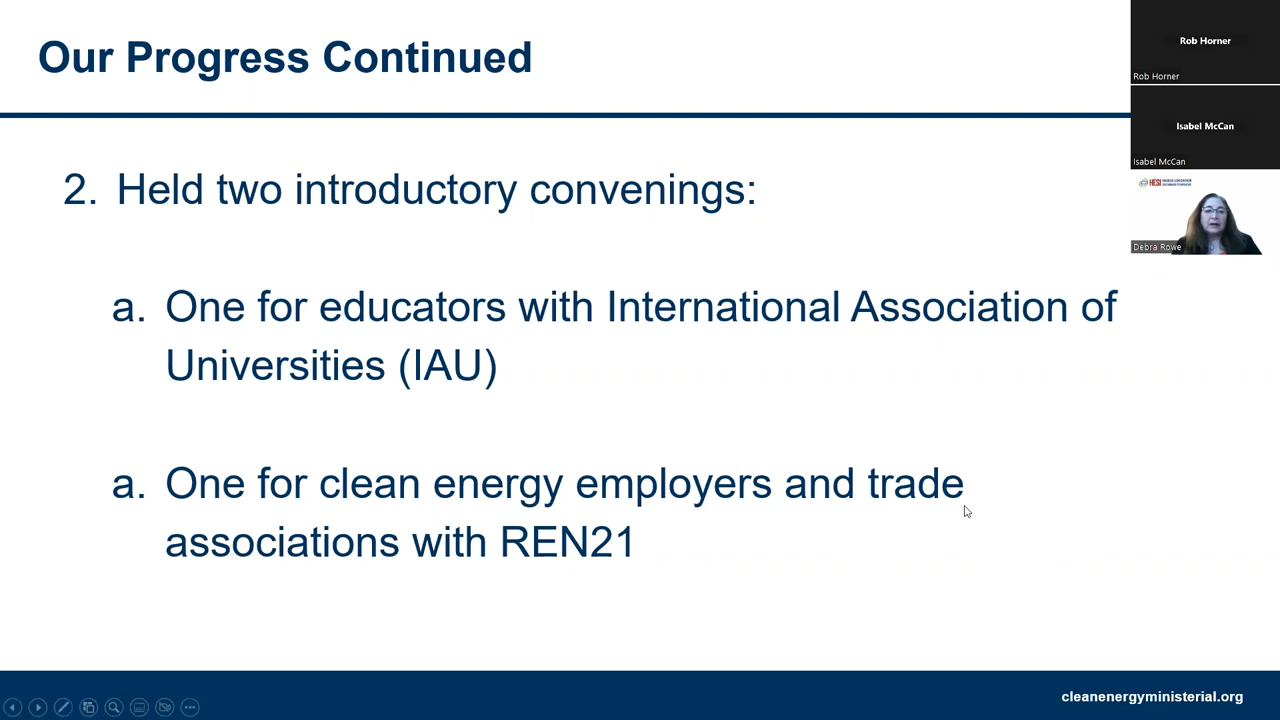 Our Progress Continued
2. Held two introductory convenings:
a. One for educators with International Association of
Universities (IAU)
a. One for clean energy employers and trade
associations with REN21
cleanenergyministerial.org
Rob Horner
Rob Horner
Isabel McCan
Isabel McCan
HESI
Debra Rowe